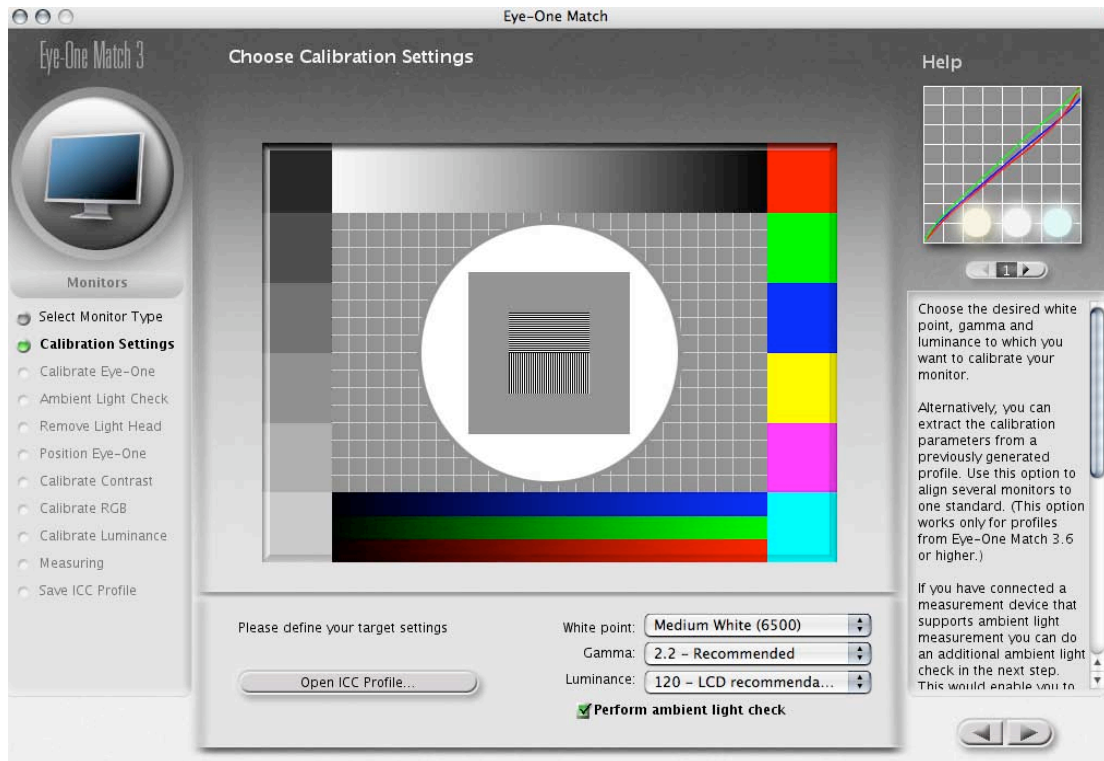 Eye-One Match
Eye-One Match 3
Monitors
Select Monitor Type
Calibration Settings
Calibrate Eye-One
Ambient Light Check
Remove Light Head
Position Eye-One
Calibrate Contrast
Calibrate RGB
Calibrate Luminance
Measuring
Save ICC Profile
Choose Calibration Settings
Please define your target settings
Open ICC Profile...
White point: Medium White (6500)
Gamma: 2.2 – Recommended
Luminance: 120 – LCD recommenda...
Perform ambient light check
Help
1
Choose the desired white
point, gamma and
luminance to which you
want to calibrate your
monitor.
Alternatively, you can
extract the calibration
parameters from a
previously generated
profile. Use this option to
align several monitors to
one standard. (This option
works only for profiles
from Eye-One Match 3.6
or higher.)
If you have connected a
measurement device that
supports ambient light
measurement you can do
an additional ambient light
check in the next step.
This would enable you to